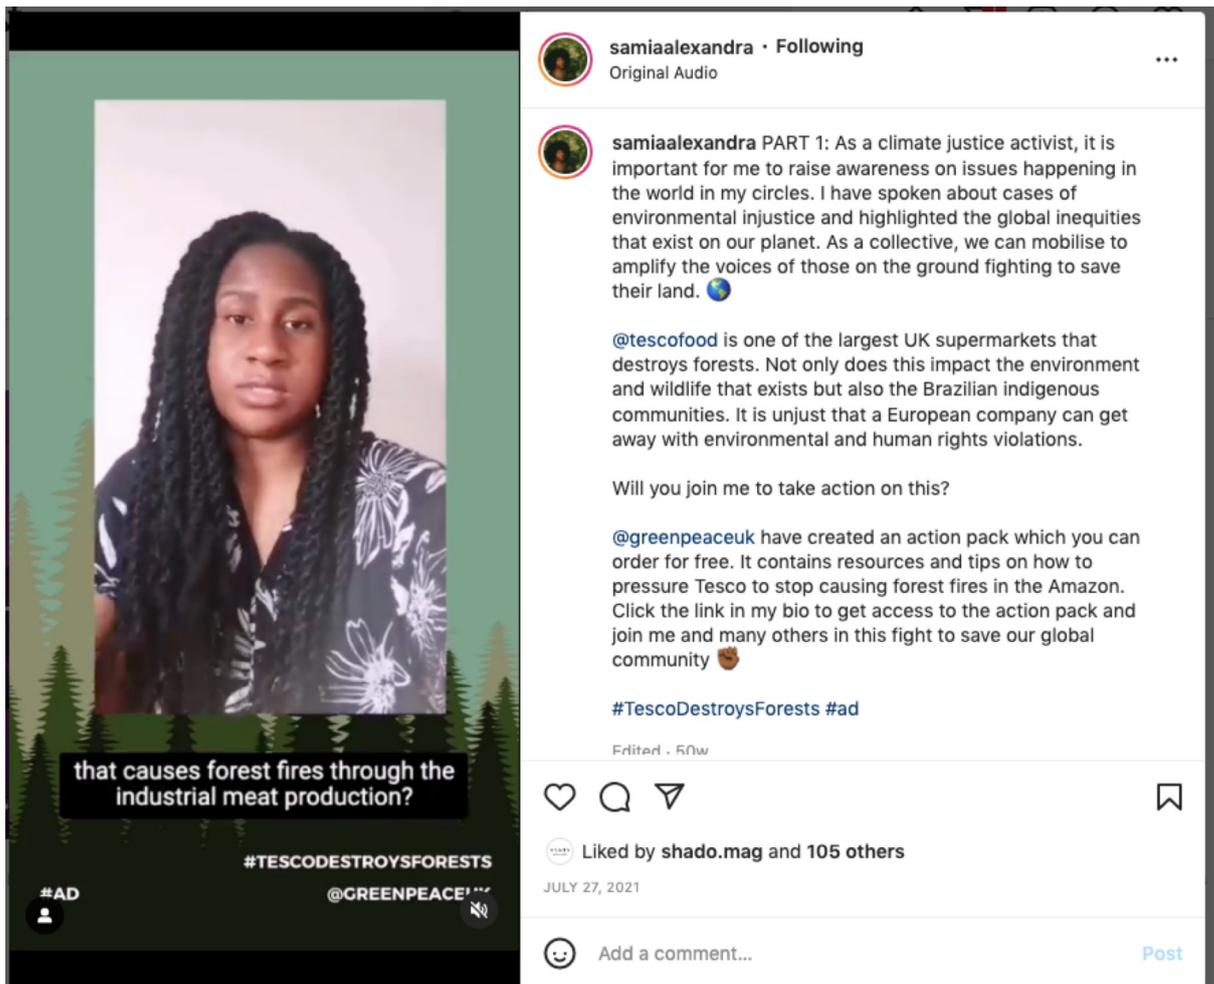 samiaalexandra • Following
Original Audio
samiaalexandra PART 1: As a climate justice activist, it is
important for me to raise awareness on issues happening in
the world in my circles. I have spoken about cases of
environmental injustice and highlighted the global inequities
that exist on our planet. As a collective, we can mobilise to
amplify the voices of those on the ground fighting to save
their land. 🌎
@tescofood is one of the largest UK supermarkets that
destroys forests. Not only does this impact the environment
and wildlife that exists but also the Brazilian indigenous
communities. It is unjust that a European company can get
away with environmental and human rights violations.
Will you join me to take action on this?
@greenpeaceuk have created an action pack which you can
order for free. It contains resources and tips on how to
pressure Tesco to stop causing forest fires in the Amazon.
Click the link in my bio to get access to the action pack and
join me and many others in this fight to save our global
community ✊🏾
#TescoDestroysForests #ad
Edited · 50w
Liked by shado.mag and 105 others
JULY 27, 2021
Add a comment...
Post
that causes forest fires through the
industrial meat production?
#TESCODESTROYSFORESTS
#AD
@GREENPEACEUK